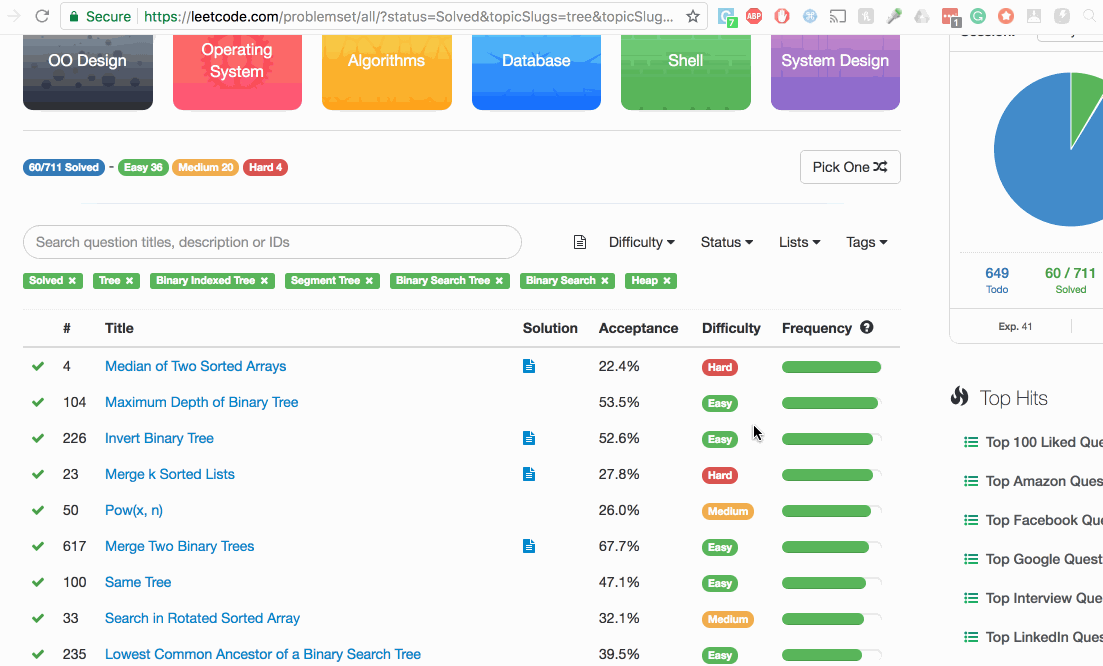 Secure https://leetcode.com/problemset/all/?status=Solved&topicSlugs=tree&topicSlug...
7 ABP 1
OO Design Operating System Algorithms Database Shell System Design
60/711 Solved - Easy 36 Medium 20 Hard 4
Pick One
Search question titles, description or IDs
Difficulty Status Lists Tags
Solved × Tree × Binary Indexed Tree × Segment Tree × Binary Search Tree × Binary Search × Heap ×
# Title Solution Acceptance Difficulty Frequency ?
4 Median of Two Sorted Arrays 22.4% Hard
104 Maximum Depth of Binary Tree 53.5% Easy
226 Invert Binary Tree 52.6% Easy
23 Merge k Sorted Lists 27.8% Hard
50 Pow(x, n) 26.0% Medium
617 Merge Two Binary Trees 67.7% Easy
100 Same Tree 47.1% Easy
33 Search in Rotated Sorted Array 32.1% Medium
235 Lowest Common Ancestor of a Binary Search Tree 39.5% Easy
649 60 / 711
Todo Solved
Exp. 41
Top Hits
Top 100 Liked Que
Top Amazon Ques
Top Facebook Qu
Top Google Quest
Top Interview Que
Top LinkedIn Ques